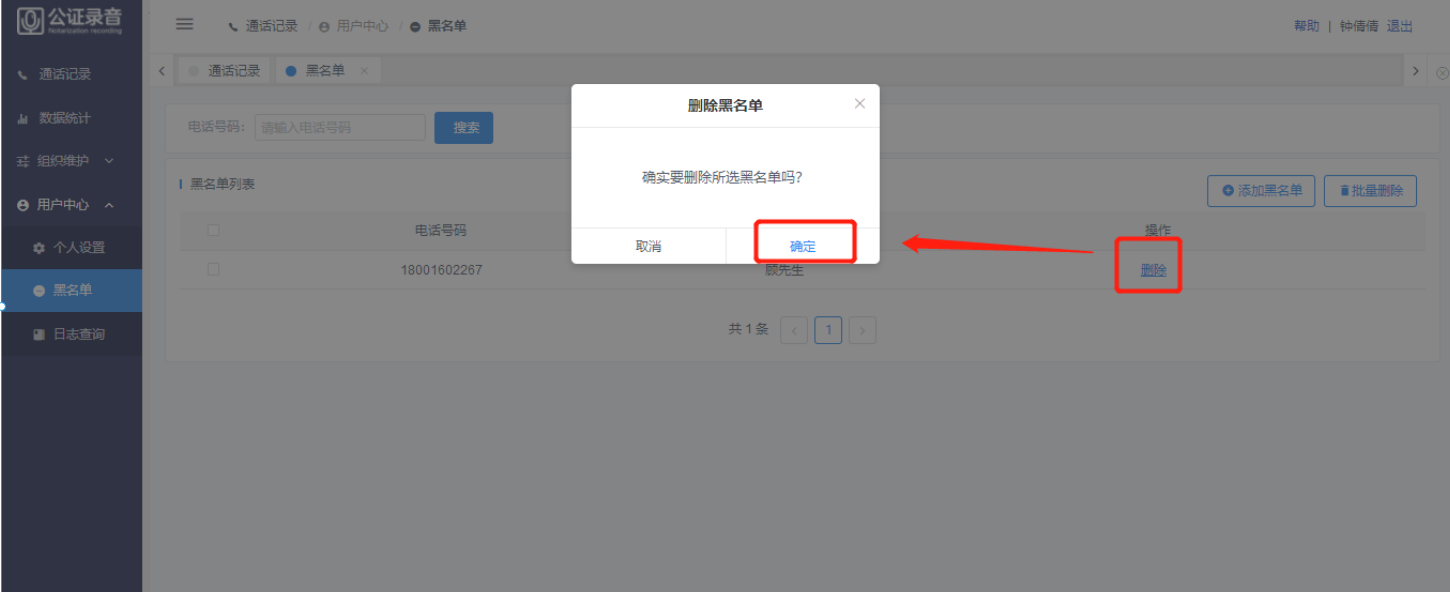 公证录音
Notarization recording
通话记录 / 用户中心 / 黑名单
帮助 | 钟倩倩 退出
通话记录
数据统计
组织维护
用户中心
个人设置
黑名单
日志查询
通话记录 黑名单 ×
电话号码: 请输入电话号码 搜索
黑名单列表
添加黑名单 批量删除
电话号码 操作
18001602267 顾先生 删除
共 1 条 < 1 >
删除黑名单 ×
确实要删除所选黑名单吗?
取消 确定